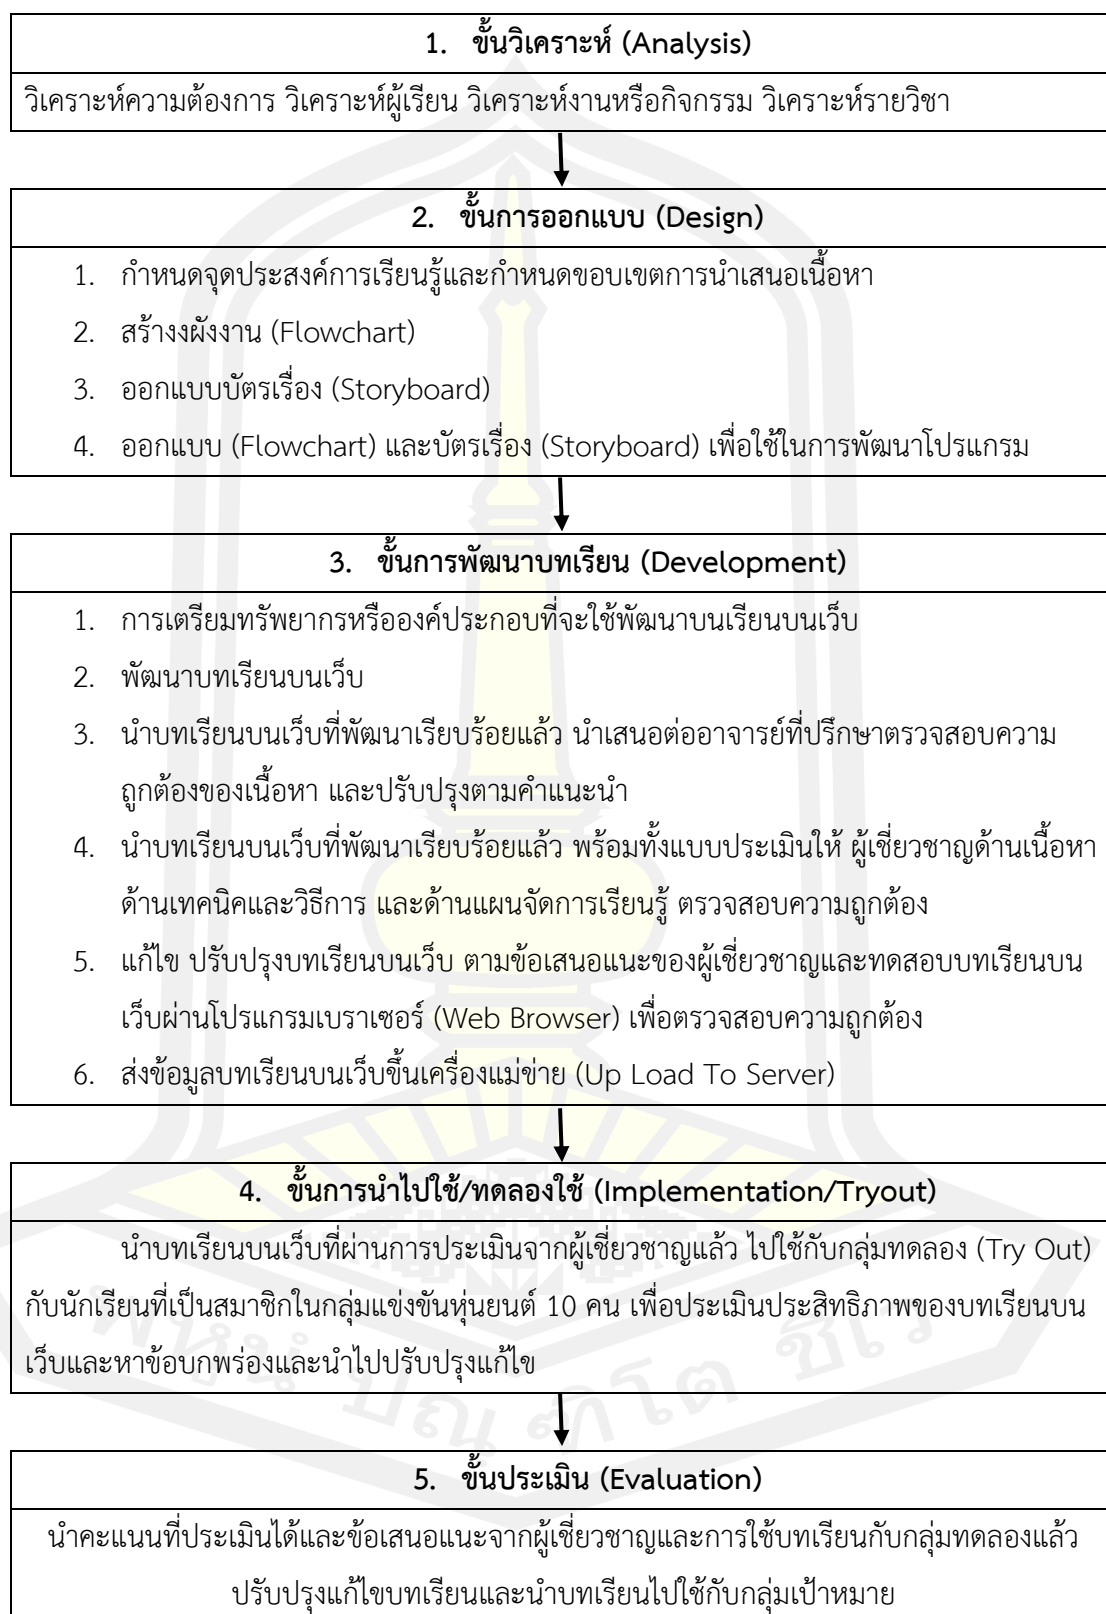 1. ขั้นวิเคราะห์ (Analysis)
วิเคราะห์ความต้องการ วิเคราะห์ผู้เรียน วิเคราะห์งานหรือกิจกรรม วิเคราะห์รายวิชา
2. ขั้นการออกแบบ (Design)
1. กำหนดจุดประสงค์การเรียนรู้และกำหนดขอบเขตการนำเสนอเนื้อหา
2. สร้างงผังงาน (Flowchart)
3. ออกแบบบัตรเรื่อง (Storyboard)
4. ออกแบบ (Flowchart) และบัตรเรื่อง (Storyboard) เพื่อใช้ในการพัฒนาโปรแกรม
3. ขั้นการพัฒนาบทเรียน (Development)
1. การเตรียมทรัพยากรหรือองค์ประกอบที่จะใช้พัฒนาบนเรียนบนเว็บ
2. พัฒนาบทเรียนบนเว็บ
3. นำบทเรียนบนเว็บที่พัฒนาเรียบร้อยแล้ว นำเสนอต่ออาจารย์ที่ปรึกษาตรวจสอบความ
ถูกต้องของเนื้อหา และปรับปรุงตามคำแนะนำ
4. นำบทเรียนบนเว็บที่พัฒนาเรียบร้อยแล้ว พร้อมทั้งแบบประเมินให้ ผู้เชี่ยวชาญด้านเนื้อหา
ด้านเทคนิคและวิธีการ และด้านแผนจัดการเรียนรู้ ตรวจสอบความถูกต้อง
5. แก้ไข ปรับปรุงบทเรียนบนเว็บ ตามข้อเสนอแนะของผู้เชี่ยวชาญและทดสอบบทเรียนบน
เว็บผ่านโปรแกรมเบราเซอร์ (Web Browser) เพื่อตรวจสอบความถูกต้อง
6. ส่งข้อมูลบทเรียนบนเว็บขึ้นเครื่องแม่ข่าย (Up Load To Server)
4. ขั้นการนำไปใช้/ทดลองใช้ (Implementation/Tryout)
นำบทเรียนบนเว็บที่ผ่านการประเมินจากผู้เชี่ยวชาญแล้ว ไปใช้กับกลุ่มทดลอง (Try Out)
กับนักเรียนที่เป็นสมาชิกในกลุ่มแข่งขันหุ่นยนต์ 10 คน เพื่อประเมินประสิทธิภาพของบทเรียนบน
เว็บและหาข้อบกพร่องและนำไปปรับปรุงแก้ไข
พหูนํ ปณฺฑิโต ชีเว
5. ขั้นประเมิน (Evaluation)
นำคะแนนที่ประเมินได้และข้อเสนอแนะจากผู้เชี่ยวชาญและการใช้บทเรียนกับกลุ่มทดลองแล้ว
ปรับปรุงแก้ไขบทเรียนและนำบทเรียนไปใช้กับกลุ่มเป้าหมาย